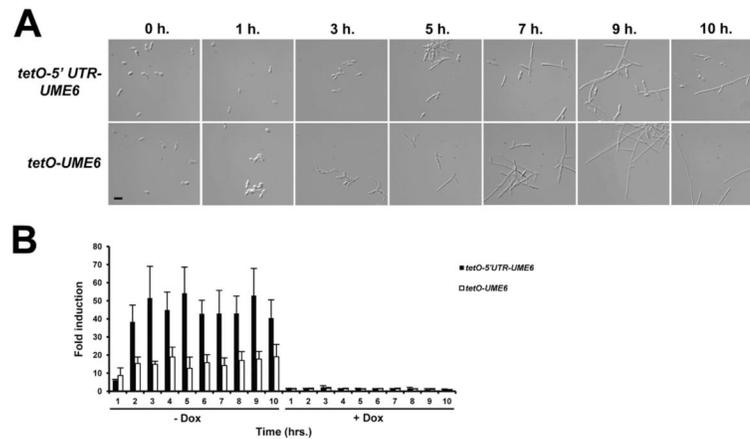 A
0 h. 1 h. 3 h. 5 h. 7 h. 9 h. 10 h.
tetO-5' UTR-
UME6
tetO-UME6
B
80
70
60
50
40
30
20
10
0
Fold induction
tetO-5'UTR-UME6
tetO-UME6
1 2 3 4 5 6 7 8 9 10 1 2 3 4 5 6 7 8 9 10
- Dox + Dox
Time (hrs.)